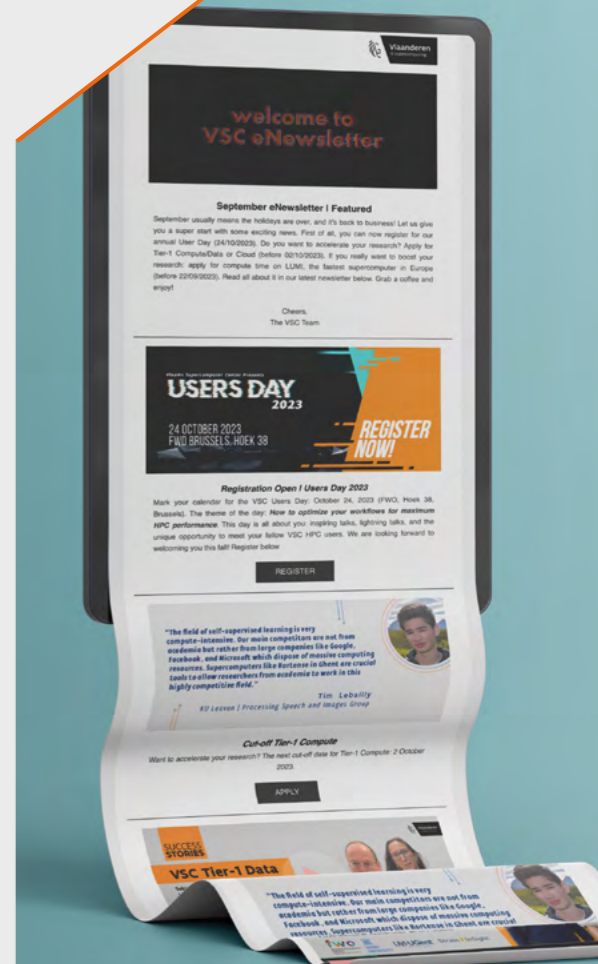 Vlaanderen
welcome to
VSC eNewsletter
September eNewsletter | Featured
September usually means the holidays are over, and it's back to business! Let us give
you a super start with some exciting news. First of all, you can now register for our
annual User Day (24/10/2023). Do you want to accelerate your research? Apply for
Tier-1 Compute/Data or Cloud (before 02/10/2023). If you really want to boost your
research: apply for compute time on LUMI, the fastest supercomputer in Europe
(before 22/09/2023). Read all about it in our latest newsletter below. Grab a coffee and
enjoy!
Cheers,
The VSC Team
USERS DAY
2023
24 OCTOBER 2023
FWO BRUSSELS, HOEK 38
REGISTER
NOW!
Registration Open I Users Day 2023
Mark your calendar for the VSC Users Day: October 24, 2023 (FWO, Hoek 38,
Brussels). The theme of the day: How to optimize your workflows for maximum
HPC performance. This day is all about you: inspiring talks, lightning talks, and the
unique opportunity to meet your fellow VSC HPC users. We are looking forward to
welcoming you this fall! Register below
REGISTER
"The field of self-supervised learning is very
compute-intensive. Our main competitors are not from
academia but rather from large companies like Google,
Facebook, and Microsoft which dispose of massive computing
resources. Supercomputers like Hortense in Ghent are crucial
tools to allow researchers from academia to work in this
highly competitive field."
Tim Lebailly
KU Leuven | Processing Speech and Images Group
Cut-off Tier-1 Compute
Want to accelerate your research? The next cut-off date for Tier-1 Compute: 2 October
2023.
APPLY
SUCCESS
STORIES
VSC Tier-1 Data
Vlaanderen
"The field of self-supervised learning is very
compute-intensive. Our main competitors are not from
academia but rather from large companies like Google,
Facebook, and Microsoft which dispose of massive computing
resources. Supercomputers like Hortense in Ghent are crucial
fwo